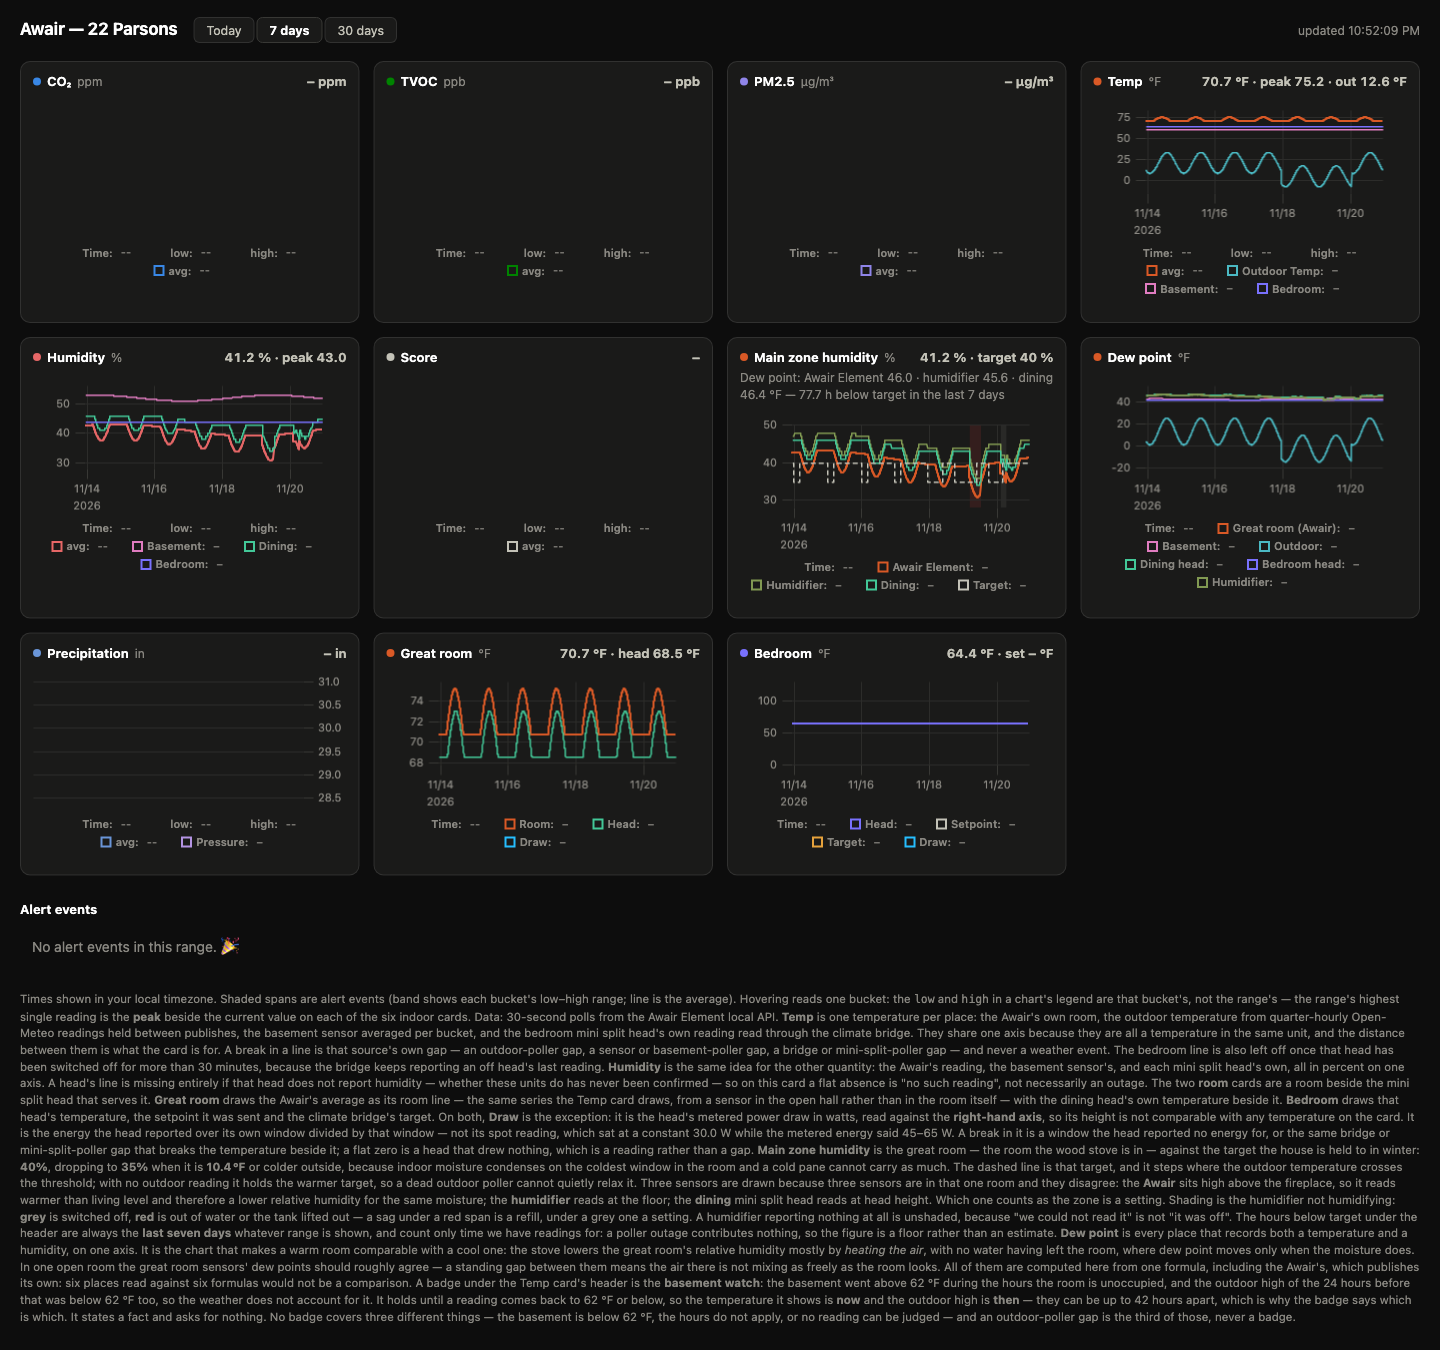 Awair — 22 Parsons
Today
7 days
30 days
updated 10:52:09 PM
CO₂ ppm
– ppm
Time: -- low: -- high: --
avg: --
TVOC ppb
– ppb
Time: -- low: -- high: --
avg: --
PM2.5 µg/m³
– µg/m³
Time: -- low: -- high: --
avg: --
Temp °F
70.7 °F · peak 75.2 · out 12.6 °F
75
50
25
0
11/14 11/16 11/18 11/20
2026
Time: -- low: -- high: --
avg: -- Outdoor Temp: –
Basement: – Bedroom: –
Humidity %
41.2 % · peak 43.0
50
40
30
11/14 11/16 11/18 11/20
2026
Time: -- low: -- high: --
avg: -- Basement: – Dining: –
Bedroom: –
Score
–
Time: -- low: -- high: --
avg: --
Main zone humidity %
41.2 % · target 40 %
Dew point: Awair Element 46.0 · humidifier 45.6 · dining
46.4 °F — 77.7 h below target in the last 7 days
50
40
30
11/14 11/16 11/18 11/20
2026
Time: -- Awair Element: –
Humidifier: – Dining: – Target: –
Dew point °F
40
20
0
-20
11/14 11/16 11/18 11/20
2026
Time: -- Great room (Awair): –
Basement: – Outdoor: –
Dining head: – Bedroom head: –
Humidifier: –
Precipitation in
– in
31.0
30.5
30.0
29.5
29.0
28.5
Time: -- low: -- high: --
avg: -- Pressure: –
Great room °F
70.7 °F · head 68.5 °F
74
72
70
68
11/14 11/16 11/18 11/20
2026
Time: -- Room: – Head: –
Draw: –
Bedroom °F
64.4 °F · set – °F
100
50
0
11/14 11/16 11/18 11/20
2026
Time: -- Head: – Setpoint: –
Target: – Draw: –
Alert events
No alert events in this range. 🎉
Times shown in your local timezone. Shaded spans are alert events (band shows each bucket's low–high range; line is the average). Hovering reads one bucket: the low and high in a chart's legend are that bucket's, not the range's — the range's highest
single reading is the peak beside the current value on each of the six indoor cards. Data: 30-second polls from the Awair Element local API. Temp is one temperature per place: the Awair's own room, the outdoor temperature from quarter-hourly Open-
Meteo readings held between publishes, the basement sensor averaged per bucket, and the bedroom mini split head's own reading read through the climate bridge. They share one axis because they are all a temperature in the same unit, and the distance
between them is what the card is for. A break in a line is that source's own gap — an outdoor-poller gap, a sensor or basement-poller gap, a bridge or mini-split-poller gap — and never a weather event. The bedroom line is also left off once that head has
been switched off for more than 30 minutes, because the bridge keeps reporting an off head's last reading. Humidity is the same idea for the other quantity: the Awair's reading, the basement sensor's, and each mini split head's own, all in percent on one
axis. A head's line is missing entirely if that head does not report humidity — whether these units do has never been confirmed — so on this card a flat absence is "no such reading", not necessarily an outage. The two room cards are a room beside the mini
split head that serves it. Great room draws the Awair's average as its room line — the same series the Temp card draws, from a sensor in the open hall rather than in the room itself — with the dining head's own temperature beside it. Bedroom draws that
head's temperature, the setpoint it was sent and the climate bridge's target. On both, Draw is the exception: it is the head's metered power draw in watts, read against the right-hand axis, so its height is not comparable with any temperature on the card. It
is the energy the head reported over its own window divided by that window — not its spot reading, which sat at a constant 30.0 W while the metered energy said 45–65 W. A break in it is a window the head reported no energy for, or the same bridge or
mini-split-poller gap that breaks the temperature beside it; a flat zero is a head that drew nothing, which is a reading rather than a gap. Main zone humidity is the great room — the room the wood stove is in — against the target the house is held to in winter:
40%, dropping to 35% when it is 10.4 °F or colder outside, because indoor moisture condenses on the coldest window in the room and a cold pane cannot carry as much. The dashed line is that target, and it steps where the outdoor temperature crosses
the threshold; with no outdoor reading it holds the warmer target, so a dead outdoor poller cannot quietly relax it. Three sensors are drawn because three sensors are in that one room and they disagree: the Awair sits high above the fireplace, so it reads
warmer than living level and therefore a lower relative humidity for the same moisture; the humidifier reads at the floor; the dining mini split head reads at head height. Which one counts as the zone is a setting. Shading is the humidifier not humidifying:
grey is switched off, red is out of water or the tank lifted out — a sag under a red span is a refill, under a grey one a setting. A humidifier reporting nothing at all is unshaded, because "we could not read it" is not "it was off". The hours below target under the
header are always the last seven days whatever range is shown, and count only time we have readings for: a poller outage contributes nothing, so the figure is a floor rather than an estimate. Dew point is every place that records both a temperature and a
humidity, on one axis. It is the chart that makes a warm room comparable with a cool one: the stove lowers the great room's relative humidity mostly by heating the air, with no water having left the room, where dew point moves only when the moisture does.
In one open room the great room sensors' dew points should roughly agree — a standing gap between them means the air there is not mixing as freely as the room looks. All of them are computed here from one formula, including the Awair's, which publishes
its own: six places read against six formulas would not be a comparison. A badge under the Temp card's header is the basement watch: the basement went above 62 °F during the hours the room is unoccupied, and the outdoor high of the 24 hours before
that was below 62 °F too, so the weather does not account for it. It holds until a reading comes back to 62 °F or below, so the temperature it shows is now and the outdoor high is then — they can be up to 42 hours apart, which is why the badge says which
is which. It states a fact and asks for nothing. No badge covers three different things — the basement is below 62 °F, the hours do not apply, or no reading can be judged — and an outdoor-poller gap is the third of those, never a badge.